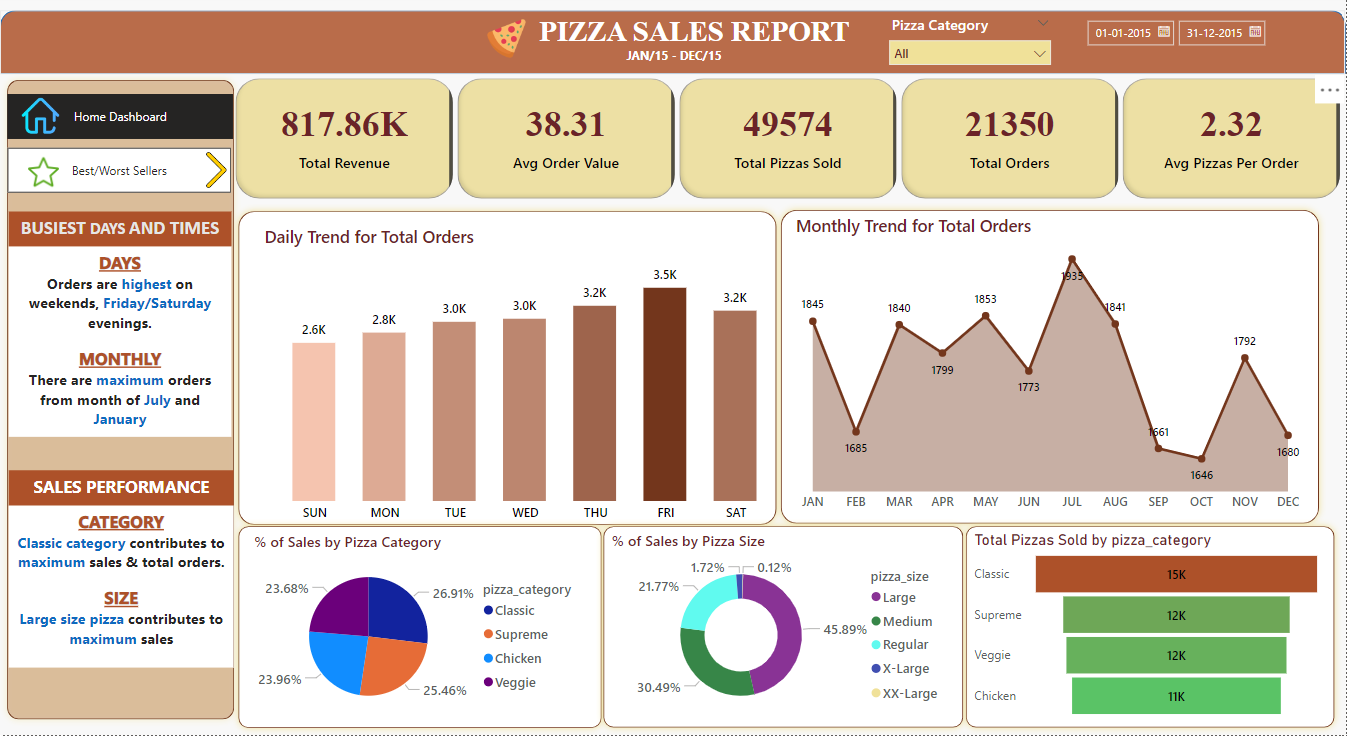 PIZZA SALES REPORT
JAN/15 - DEC/15
Pizza Category
All
01-01-2015
31-12-2015
Home Dashboard
Best/Worst Sellers
817.86K
Total Revenue
38.31
Avg Order Value
49574
Total Pizzas Sold
21350
Total Orders
2.32
Avg Pizzas Per Order
BUSIEST DAYS AND TIMES
DAYS
Orders are highest on
weekends, Friday/Saturday
evenings.
MONTHLY
There are maximum orders
from month of July and
January
SALES PERFORMANCE
CATEGORY
Classic category contributes to
maximum sales & total orders.
SIZE
Large size pizza contributes to
maximum sales
Daily Trend for Total Orders
2.6K
2.8K
3.0K
3.0K
3.2K
3.5K
3.2K
SUN MON TUE WED THU FRI SAT
Monthly Trend for Total Orders
1845
1685
1840
1799
1853
1773
1935
1841
1661
1646
1792
1680
JAN FEB MAR APR MAY JUN JUL AUG SEP OCT NOV DEC
% of Sales by Pizza Category
23.68%
26.91%
23.96%
25.46%
pizza_category
Classic
Supreme
Chicken
Veggie
% of Sales by Pizza Size
1.72%
0.12%
21.77%
45.89%
30.49%
pizza_size
Large
Medium
Regular
X-Large
XX-Large
Total Pizzas Sold by pizza_category
Classic 15K
Supreme 12K
Veggie 12K
Chicken 11K